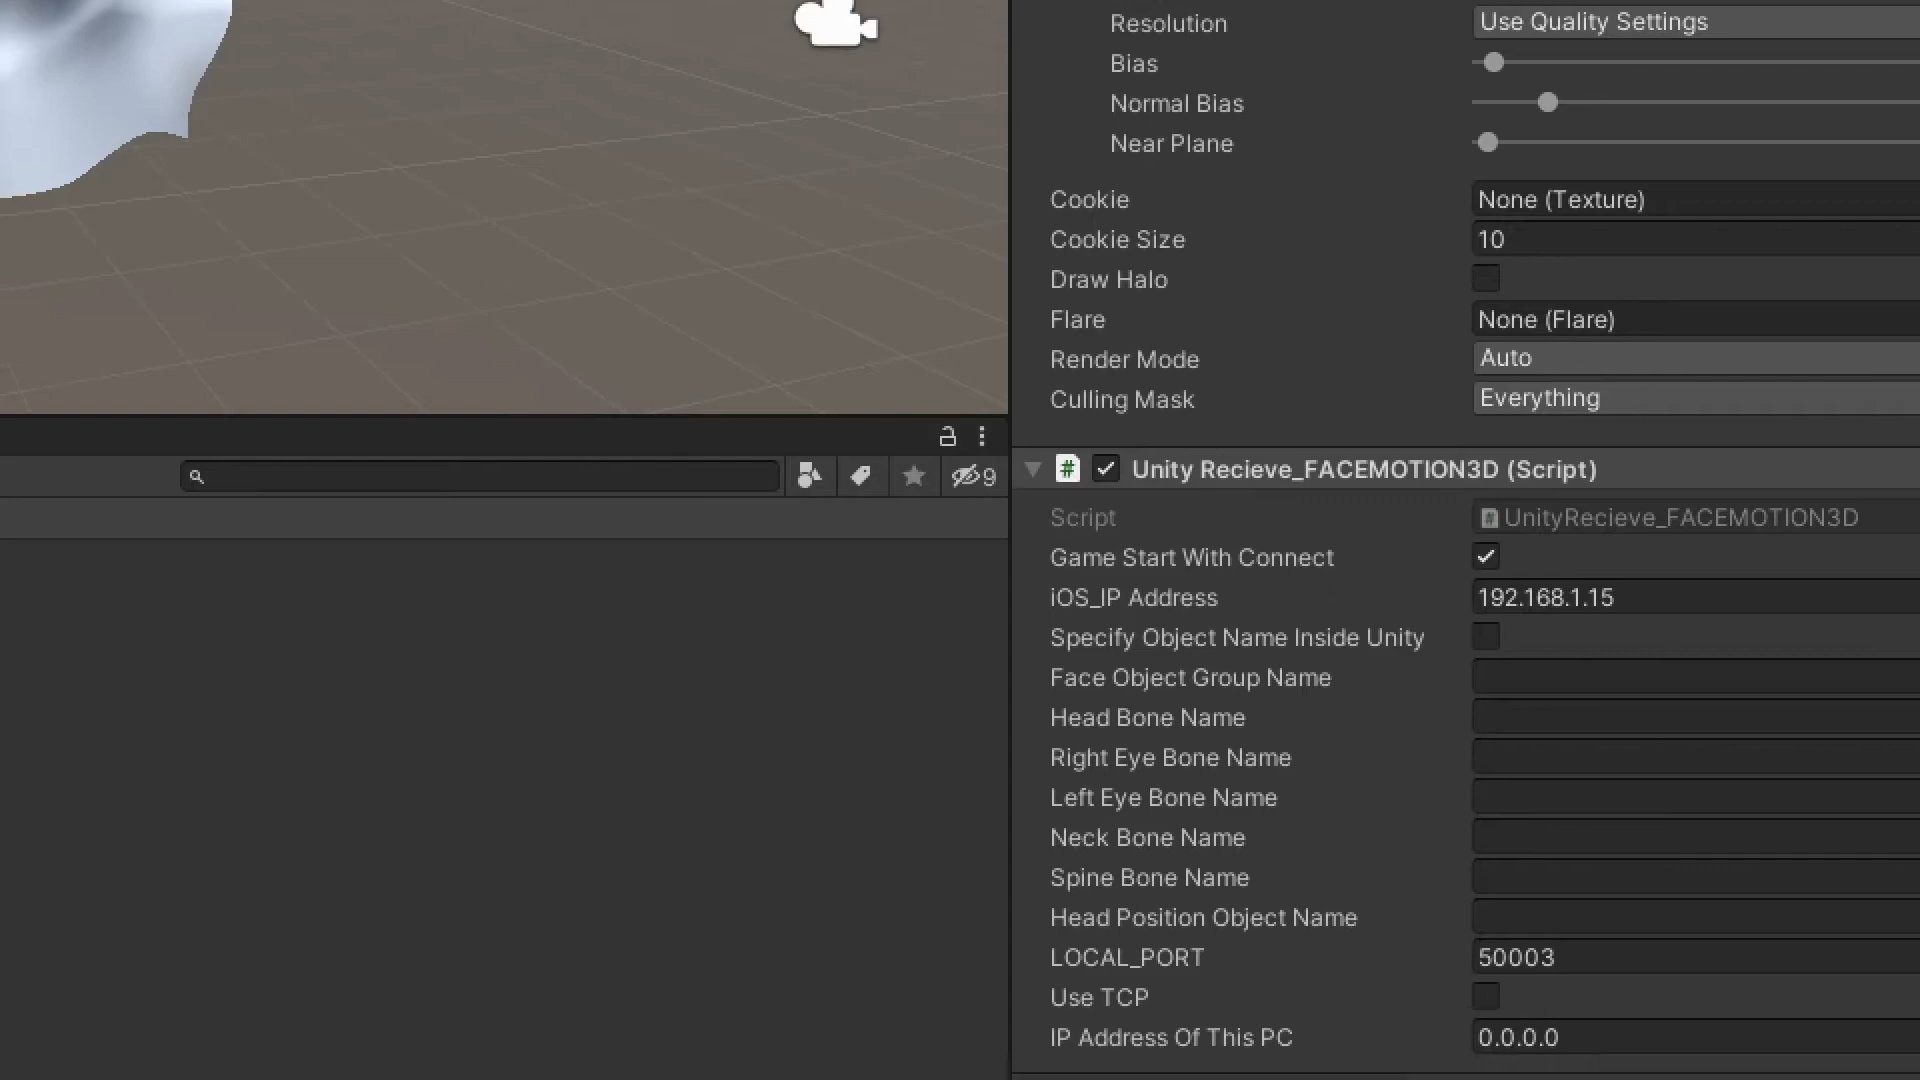 Resolution Use Quality Settings
Bias
Normal Bias
Near Plane
Cookie None (Texture)
Cookie Size 10
Draw Halo
Flare None (Flare)
Render Mode Auto
Culling Mask Everything
9
# Unity Recieve_FACEMOTION3D (Script)
Script # UnityRecieve_FACEMOTION3D
Game Start With Connect
iOS_IP Address 192.168.1.15
Specify Object Name Inside Unity
Face Object Group Name
Head Bone Name
Right Eye Bone Name
Left Eye Bone Name
Neck Bone Name
Spine Bone Name
Head Position Object Name
LOCAL_PORT 50003
Use TCP
IP Address Of This PC 0.0.0.0